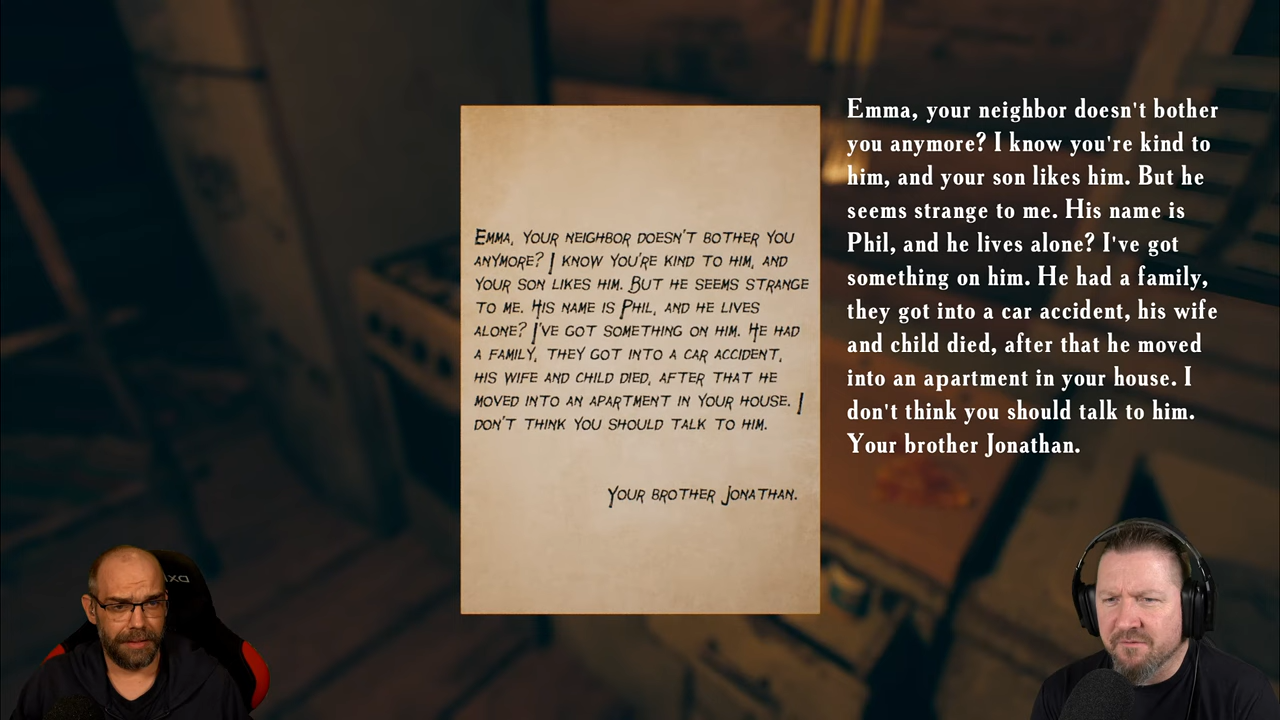 Emma, your neighbor doesn't bother you
anymore? I know you're kind to him, and
your son likes him. But he seems strange
to me. His name is Phil, and he lives
alone? I've got something on him. He had
a family, they got into a car accident,
his wife and child died, after that he
moved into an apartment in your house. I
don't think you should talk to him.
Your brother Jonathan.
Emma, your neighbor doesn't bother
you anymore? I know you're kind to
him, and your son likes him. But he
seems strange to me. His name is
Phil, and he lives alone? I've got
something on him. He had a family,
they got into a car accident, his wife
and child died, after that he moved
into an apartment in your house. I
don't think you should talk to him.
Your brother Jonathan.